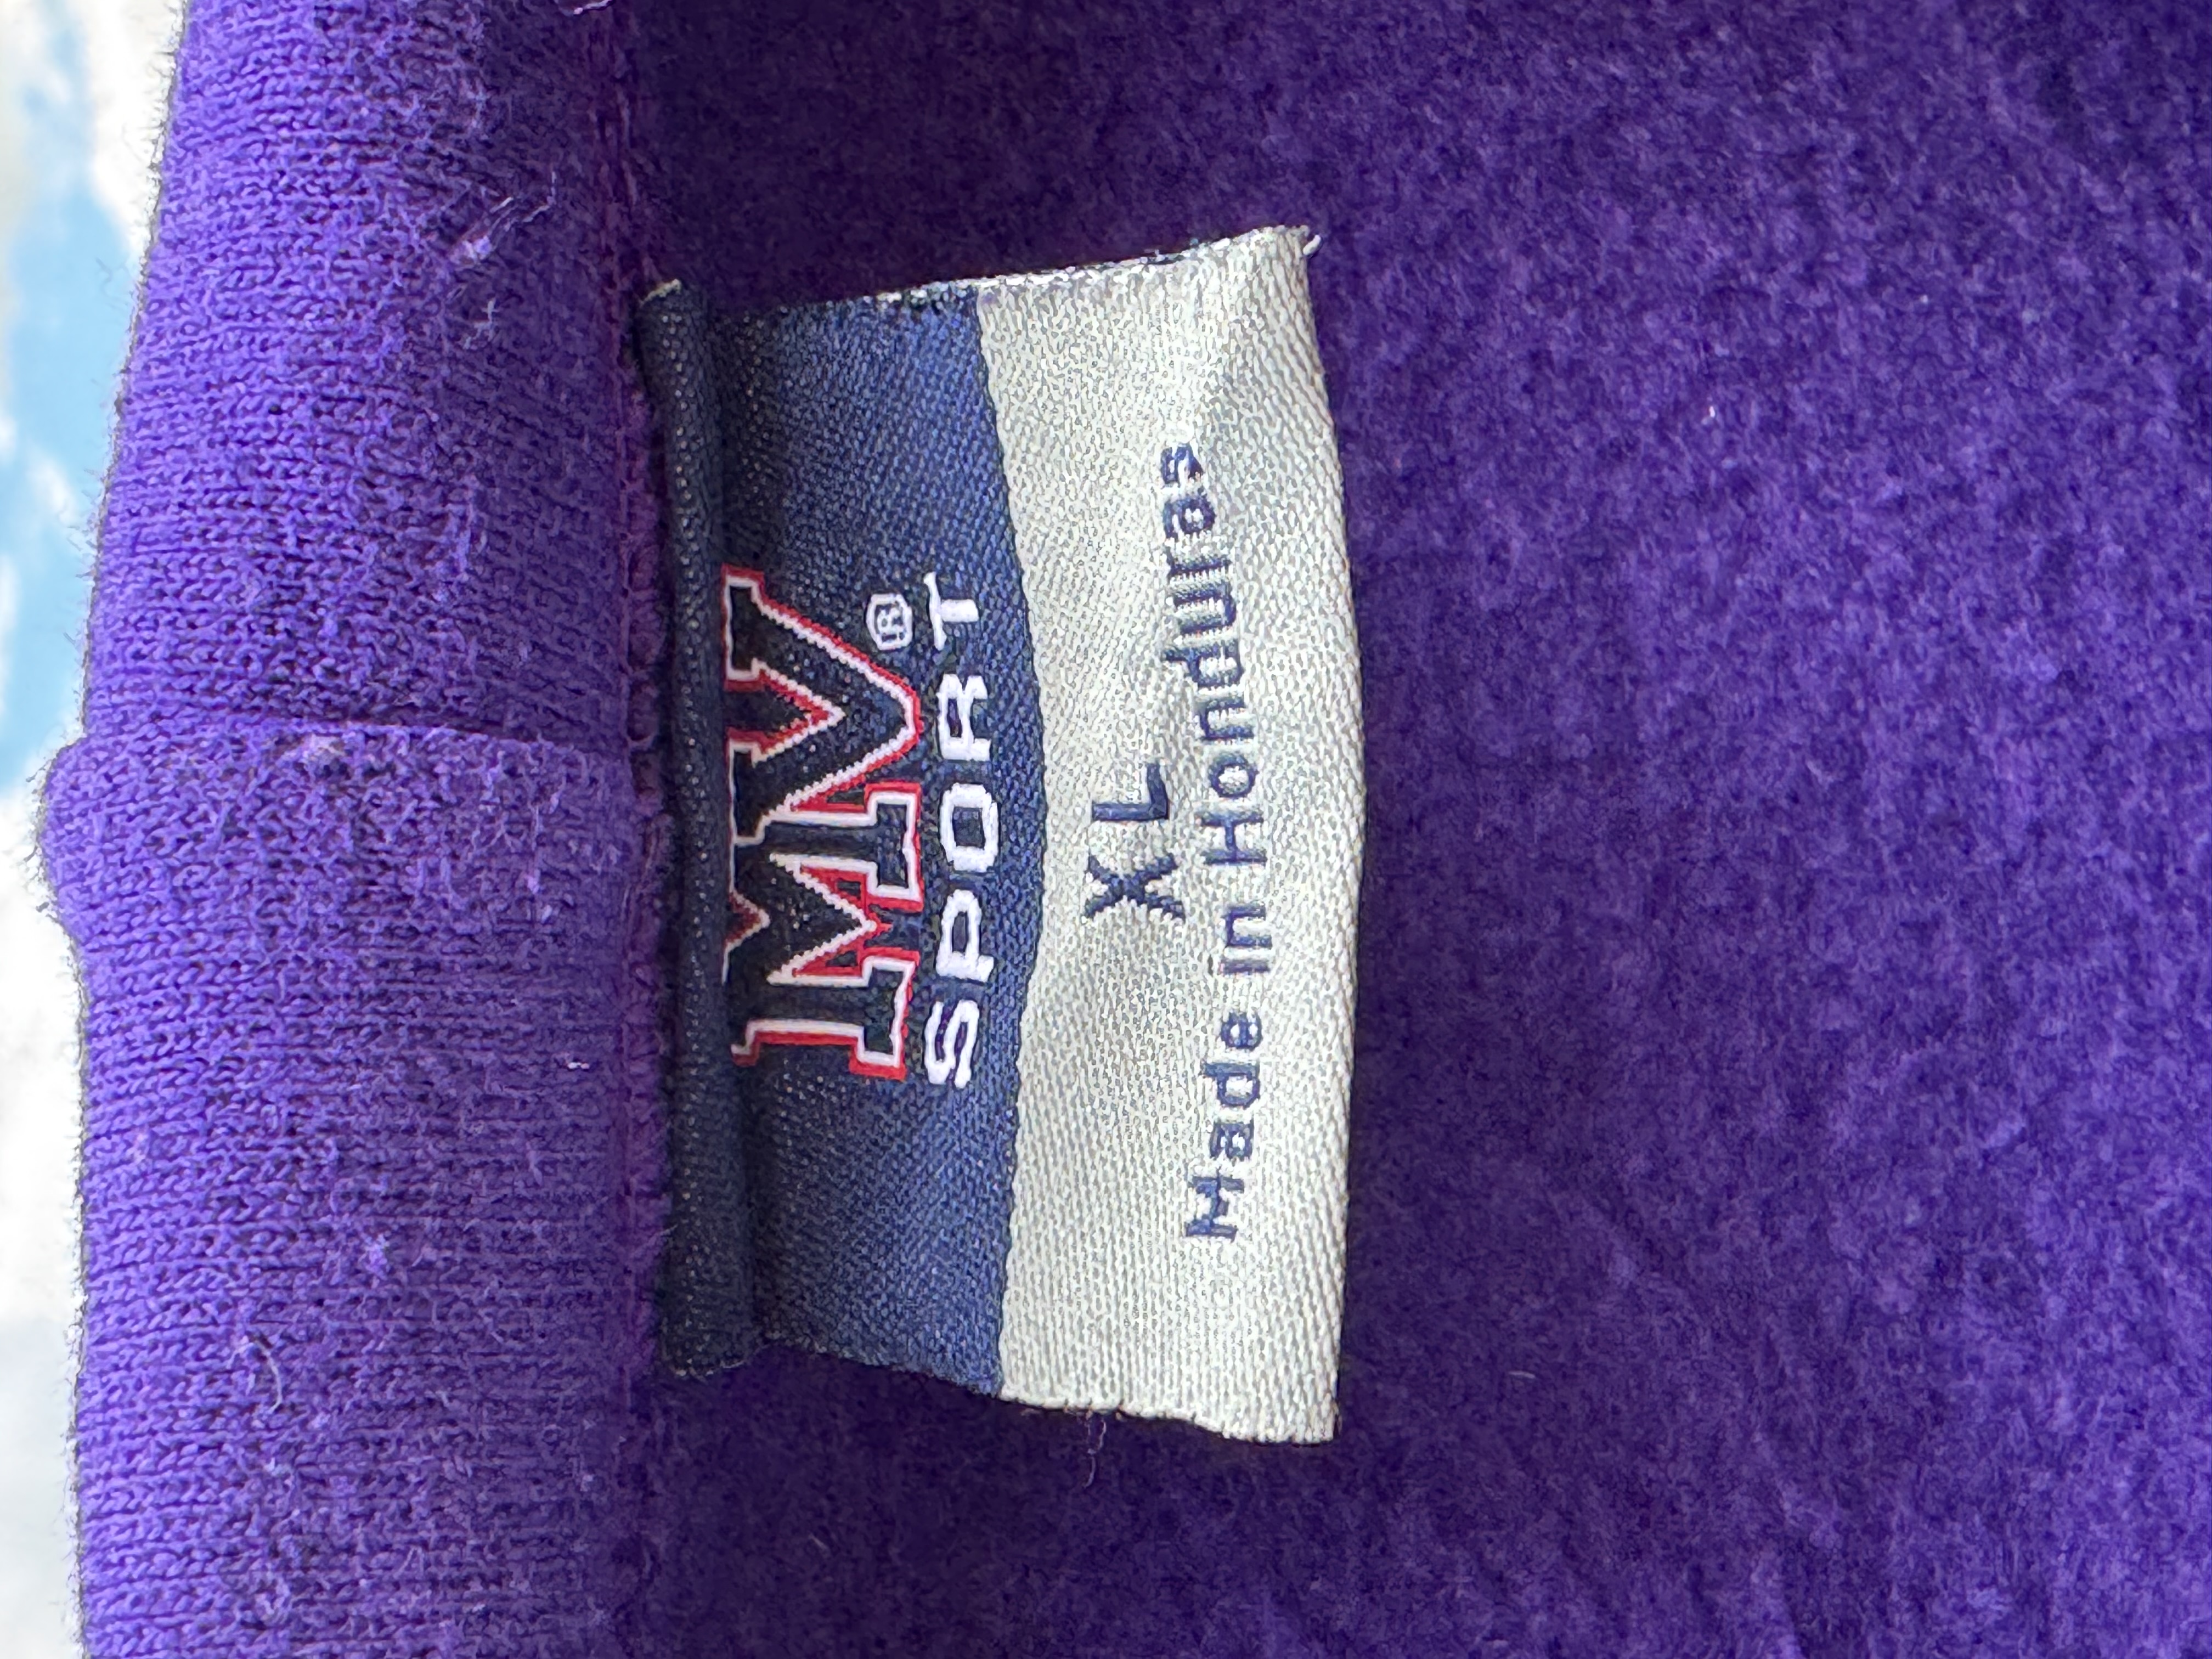 MV®
SPORT
XL
Made in Honduras